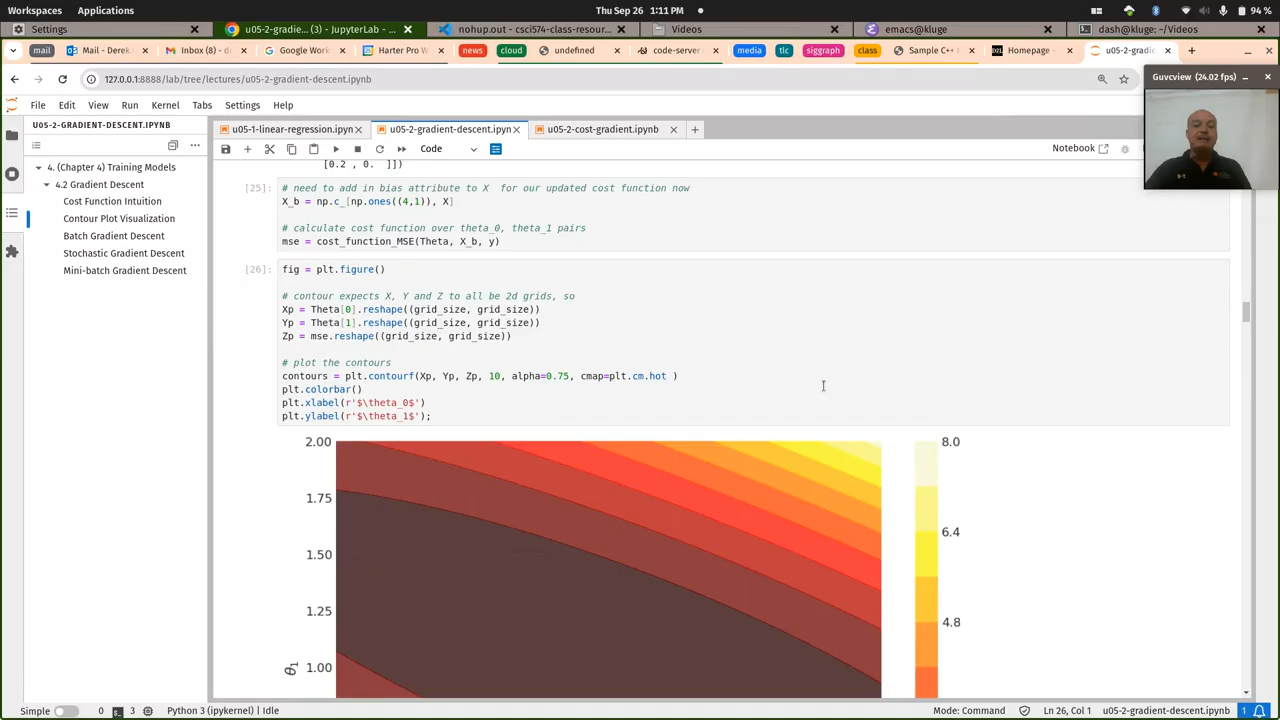 Workspaces Applications Thu Sep 26 1:11 PM 94 %
Settings u05-2-gradie... (3) - JupyterLab - ... nohup.out - csci574-class-resour... Videos emacs@kluge dash@kluge: ~/Videos
mail Mail - Derek. Inbox (8) - d Google Work Harter Pro W news cloud undefined code-server media tlc siggraph class Sample C++ Homepage - u05-2-gradi
127.0.0.1:8888/lab/tree/lectures/u05-2-gradient-descent.ipynb
Guvcview (24.02 fps)
File Edit View Run Kernel Tabs Settings Help
U05-2-GRADIENT-DESCENT.IPYNB
u05-1-linear-regression.ipyn u05-2-gradient-descent.ipyn u05-2-cost-gradient.ipynb
Code Notebook
4. (Chapter 4) Training Models
4.2 Gradient Descent
Cost Function Intuition
Contour Plot Visualization
Batch Gradient Descent
Stochastic Gradient Descent
Mini-batch Gradient Descent
[0.2 , 0. ]])
[25]:
# need to add in bias attribute to X  for our updated cost function now
X_b = np.c_[np.ones((4,1)), X]
# calculate cost function over theta_0, theta_1 pairs
mse = cost_function_MSE(Theta, X_b, y)
[26]:
fig = plt.figure()
# contour expects X, Y and Z to all be 2d grids, so
Xp = Theta[0].reshape((grid_size, grid_size))
Yp = Theta[1].reshape((grid_size, grid_size))
Zp = mse.reshape((grid_size, grid_size))
# plot the contours
contours = plt.contourf(Xp, Yp, Zp, 10, alpha=0.75, cmap=plt.cm.hot )
plt.colorbar()
plt.xlabel(r'$\theta_0$')
plt.ylabel(r'$\theta_1$');
2.00
1.75
1.50
1.25
1.00
θ1
8.0
6.4
4.8
Simple 0 3 Python 3 (ipykernel) | Idle Mode: Command Ln 26, Col 1 u05-2-gradient-descent.ipynb 1